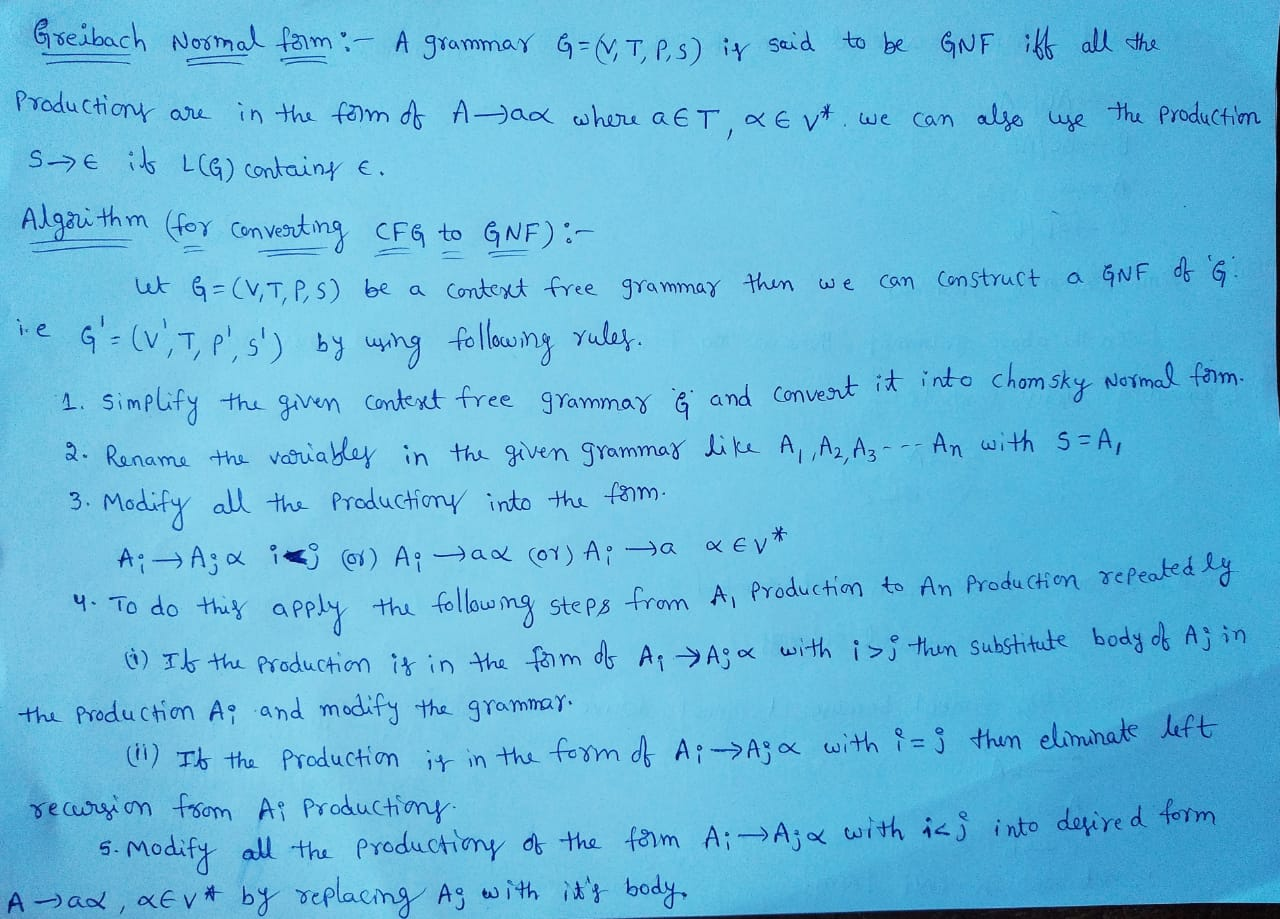 Greibach Normal form :- A grammar G=(V,T,P,S) is said to be GNF iff all the
Productions are in the form of A→aα where a∈T, α∈V*. we can also use the production
S→ϵ if L(G) contains ϵ.
Algorithm (for converting CFG to GNF) :-
Let G=(V,T,P,S) be a context free grammar then we can construct a GNF of 'G'
i.e G'=(V',T,P',S') by using following rules.
1. Simplify the given context free grammar 'G' and convert it into chomsky Normal form.
2. Rename the variables in the given grammar like A₁,A₂,A₃---An with S=A₁
3. Modify all the productions into the form.
Ai→Ajα i<j (or) Ai→aα (or) Ai→a α∈V*
4. To do this apply the following steps from A₁ Production to An Production repeatedly
(i) If the production is in the form of Ai→Ajα with i>j then substitute body of Aj in
the production Ai and modify the grammar.
(ii) If the production is in the form of Ai→Ajα with i=j then eliminate left
recursion from Ai productions.
5. Modify all the productions of the form Ai→Ajα with i<j into desired form
A→aα, α∈V* by replacing Aj with it's body.